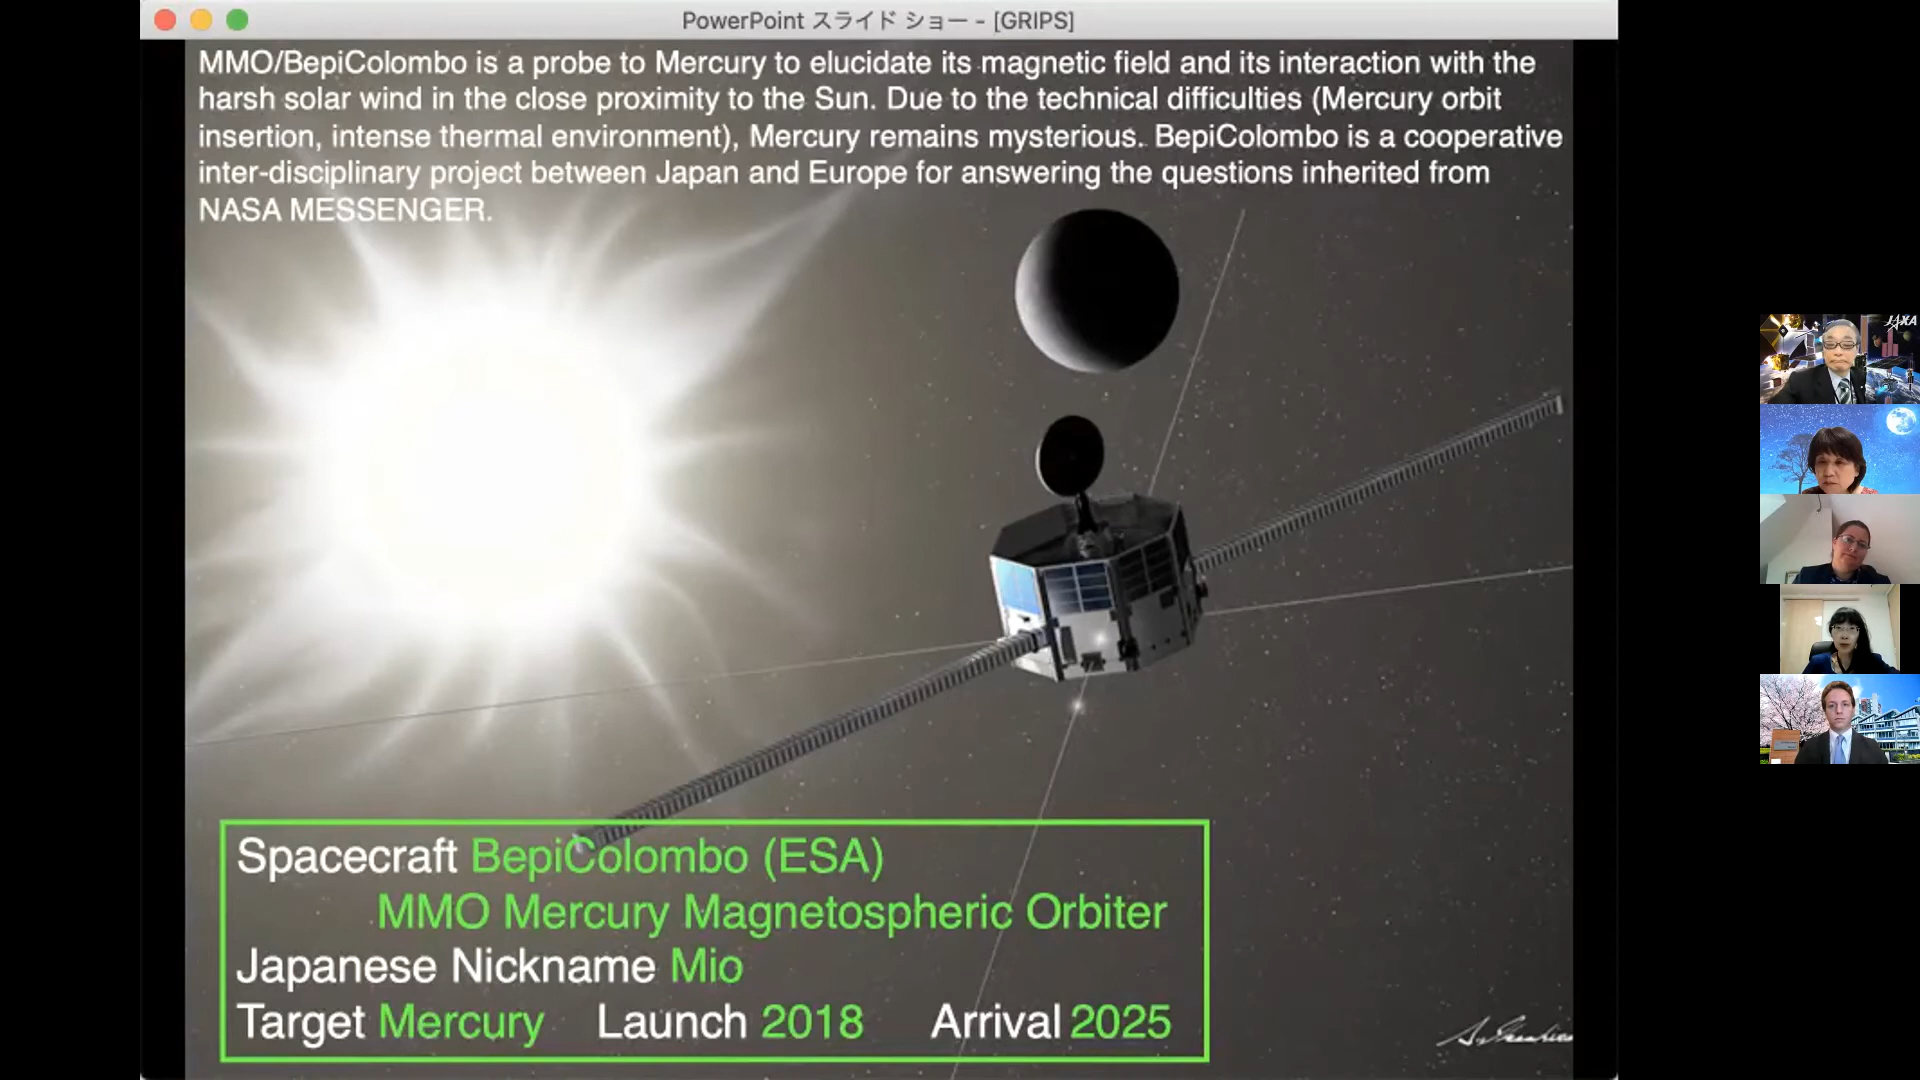 PowerPoint スライド ショー - [GRIPS]
MMO/BepiColombo is a probe to Mercury to elucidate its magnetic field and its interaction with the
harsh solar wind in the close proximity to the Sun. Due to the technical difficulties (Mercury orbit
insertion, intense thermal environment), Mercury remains mysterious. BepiColombo is a cooperative
inter-disciplinary project between Japan and Europe for answering the questions inherited from
NASA MESSENGER.
Spacecraft BepiColombo (ESA)
MMO Mercury Magnetospheric Orbiter
Japanese Nickname Mio
Target Mercury Launch 2018 Arrival 2025
JAXA